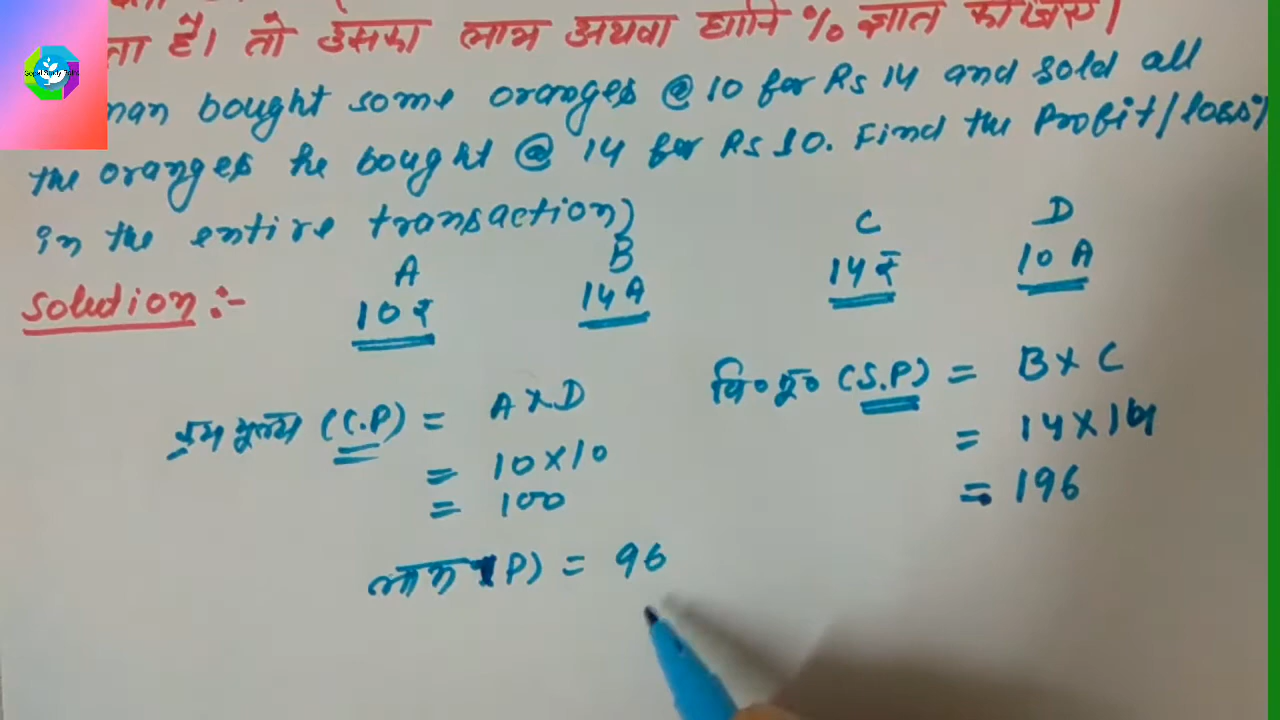 ता है। तो उसका लाभ अथवा हानि % ज्ञात कीजिए।
man bought some oranges @ 10 for Rs 14 and sold all
the oranges he bought @ 14 for Rs 10. Find the Profit/loss%
in the entire transaction)
Solution :-
A B C D
10₹ 14A 14₹ 10 A
क्रय मूल्य (C.P) = A × D
= 10 × 10
= 100
वि० मू० (S.P) = B × C
= 14 × 14
= 196
लाभ (P) = 96